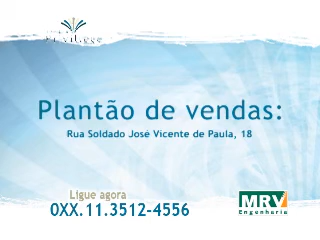 Plantão de vendas:
Rua Soldado José Vicente de Paula, 18
Ligue agora
0XX.11.3512-4556
MRV
Engenharia